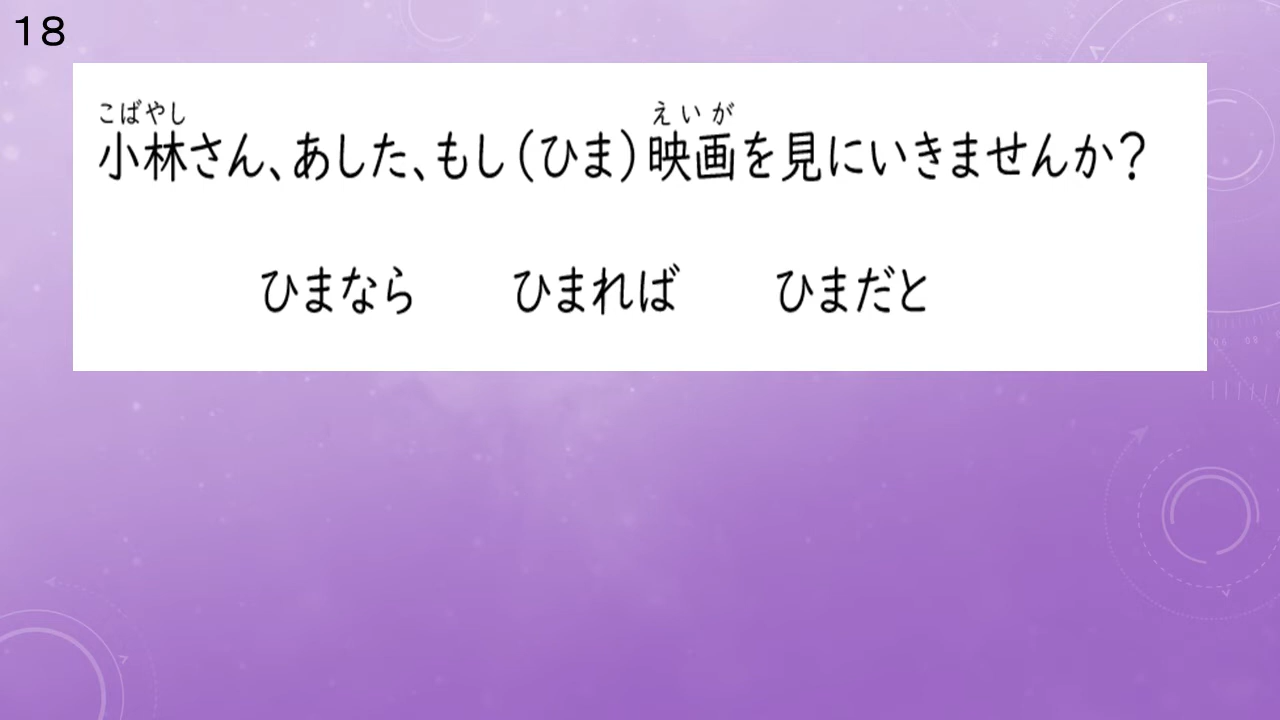 18
こばやし えいが
小林さん、あした、もし（ひま）映画を見にいきませんか？
ひまなら ひまれば ひまだと